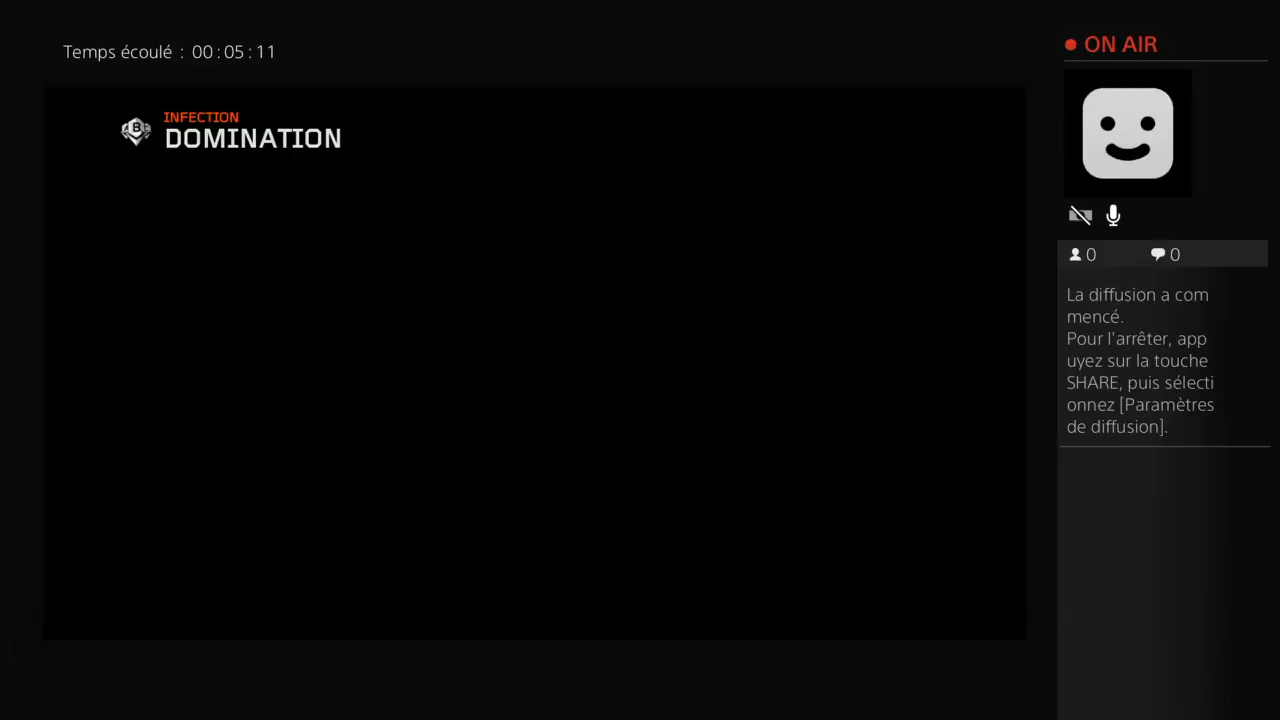 Temps écoulé : 00:05:11
ON AIR
INFECTION
DOMINATION
B
0
0
La diffusion a com
mencé.
Pour l'arrêter, app
uyez sur la touche
SHARE, puis sélecti
onnez [Paramètres
de diffusion].